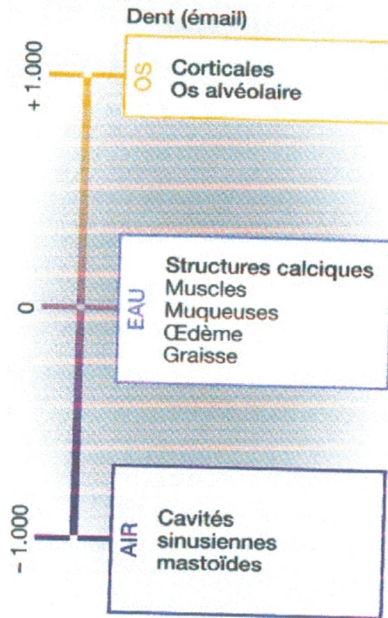 Dent (émail)
+ 1.000
OS
Corticales
Os alvéolaire
0
EAU
Structures calciques
Muscles
Muqueuses
Œdème
Graisse
− 1.000
AIR
Cavités
sinusiennes
mastoïdes